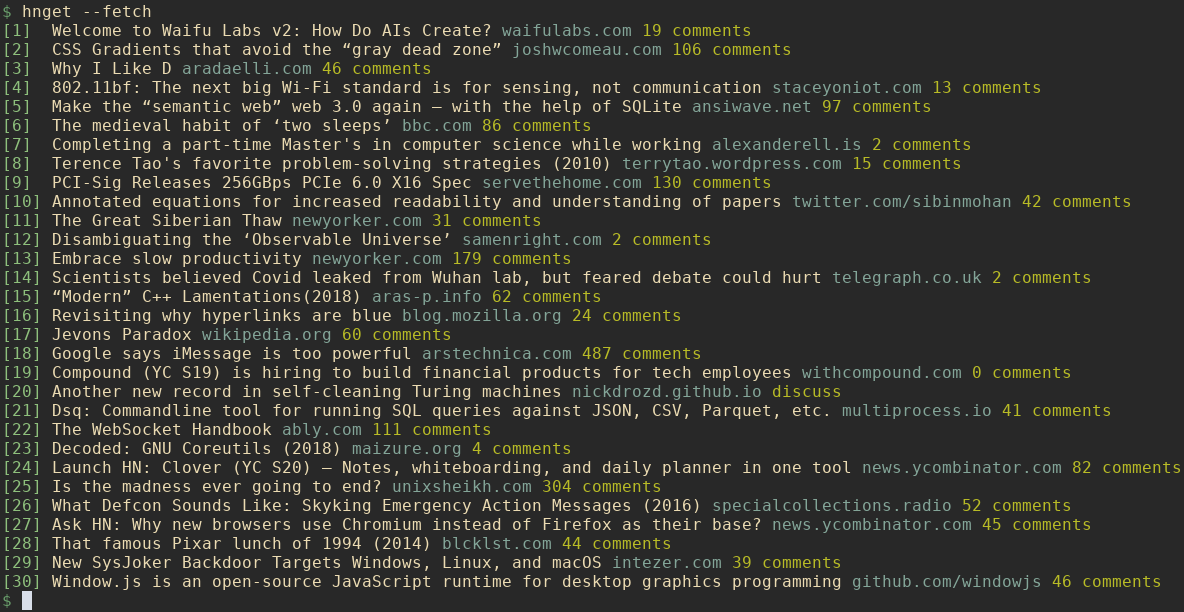 $ hnget --fetch
[1]  Welcome to Waifu Labs v2: How Do AIs Create? waifulabs.com 19 comments
[2]  CSS Gradients that avoid the “gray dead zone” joshwcomeau.com 106 comments
[3]  Why I Like D aradaelli.com 46 comments
[4]  802.11bf: The next big Wi-Fi standard is for sensing, not communication staceyoniot.com 13 comments
[5]  Make the “semantic web” web 3.0 again – with the help of SQLite ansiwave.net 97 comments
[6]  The medieval habit of ‘two sleeps’ bbc.com 86 comments
[7]  Completing a part-time Master's in computer science while working alexanderell.is 2 comments
[8]  Terence Tao's favorite problem-solving strategies (2010) terrytao.wordpress.com 15 comments
[9]  PCI-Sig Releases 256GBps PCIe 6.0 X16 Spec servethehome.com 130 comments
[10] Annotated equations for increased readability and understanding of papers twitter.com/sibinmohan 42 comments
[11] The Great Siberian Thaw newyorker.com 31 comments
[12] Disambiguating the ‘Observable Universe’ samenright.com 2 comments
[13] Embrace slow productivity newyorker.com 179 comments
[14] Scientists believed Covid leaked from Wuhan lab, but feared debate could hurt telegraph.co.uk 2 comments
[15] “Modern” C++ Lamentations(2018) aras-p.info 62 comments
[16] Revisiting why hyperlinks are blue blog.mozilla.org 24 comments
[17] Jevons Paradox wikipedia.org 60 comments
[18] Google says iMessage is too powerful arstechnica.com 487 comments
[19] Compound (YC S19) is hiring to build financial products for tech employees withcompound.com 0 comments
[20] Another new record in self-cleaning Turing machines nickdrozd.github.io discuss
[21] Dsq: Commandline tool for running SQL queries against JSON, CSV, Parquet, etc. multiprocess.io 41 comments
[22] The WebSocket Handbook ably.com 111 comments
[23] Decoded: GNU Coreutils (2018) maizure.org 4 comments
[24] Launch HN: Clover (YC S20) – Notes, whiteboarding, and daily planner in one tool news.ycombinator.com 82 comments
[25] Is the madness ever going to end? unixsheikh.com 304 comments
[26] What Defcon Sounds Like: Skyking Emergency Action Messages (2016) specialcollections.radio 52 comments
[27] Ask HN: Why new browsers use Chromium instead of Firefox as their base? news.ycombinator.com 45 comments
[28] That famous Pixar lunch of 1994 (2014) blcklst.com 44 comments
[29] New SysJoker Backdoor Targets Windows, Linux, and macOS intezer.com 39 comments
[30] Window.js is an open-source JavaScript runtime for desktop graphics programming github.com/windowjs 46 comments
$